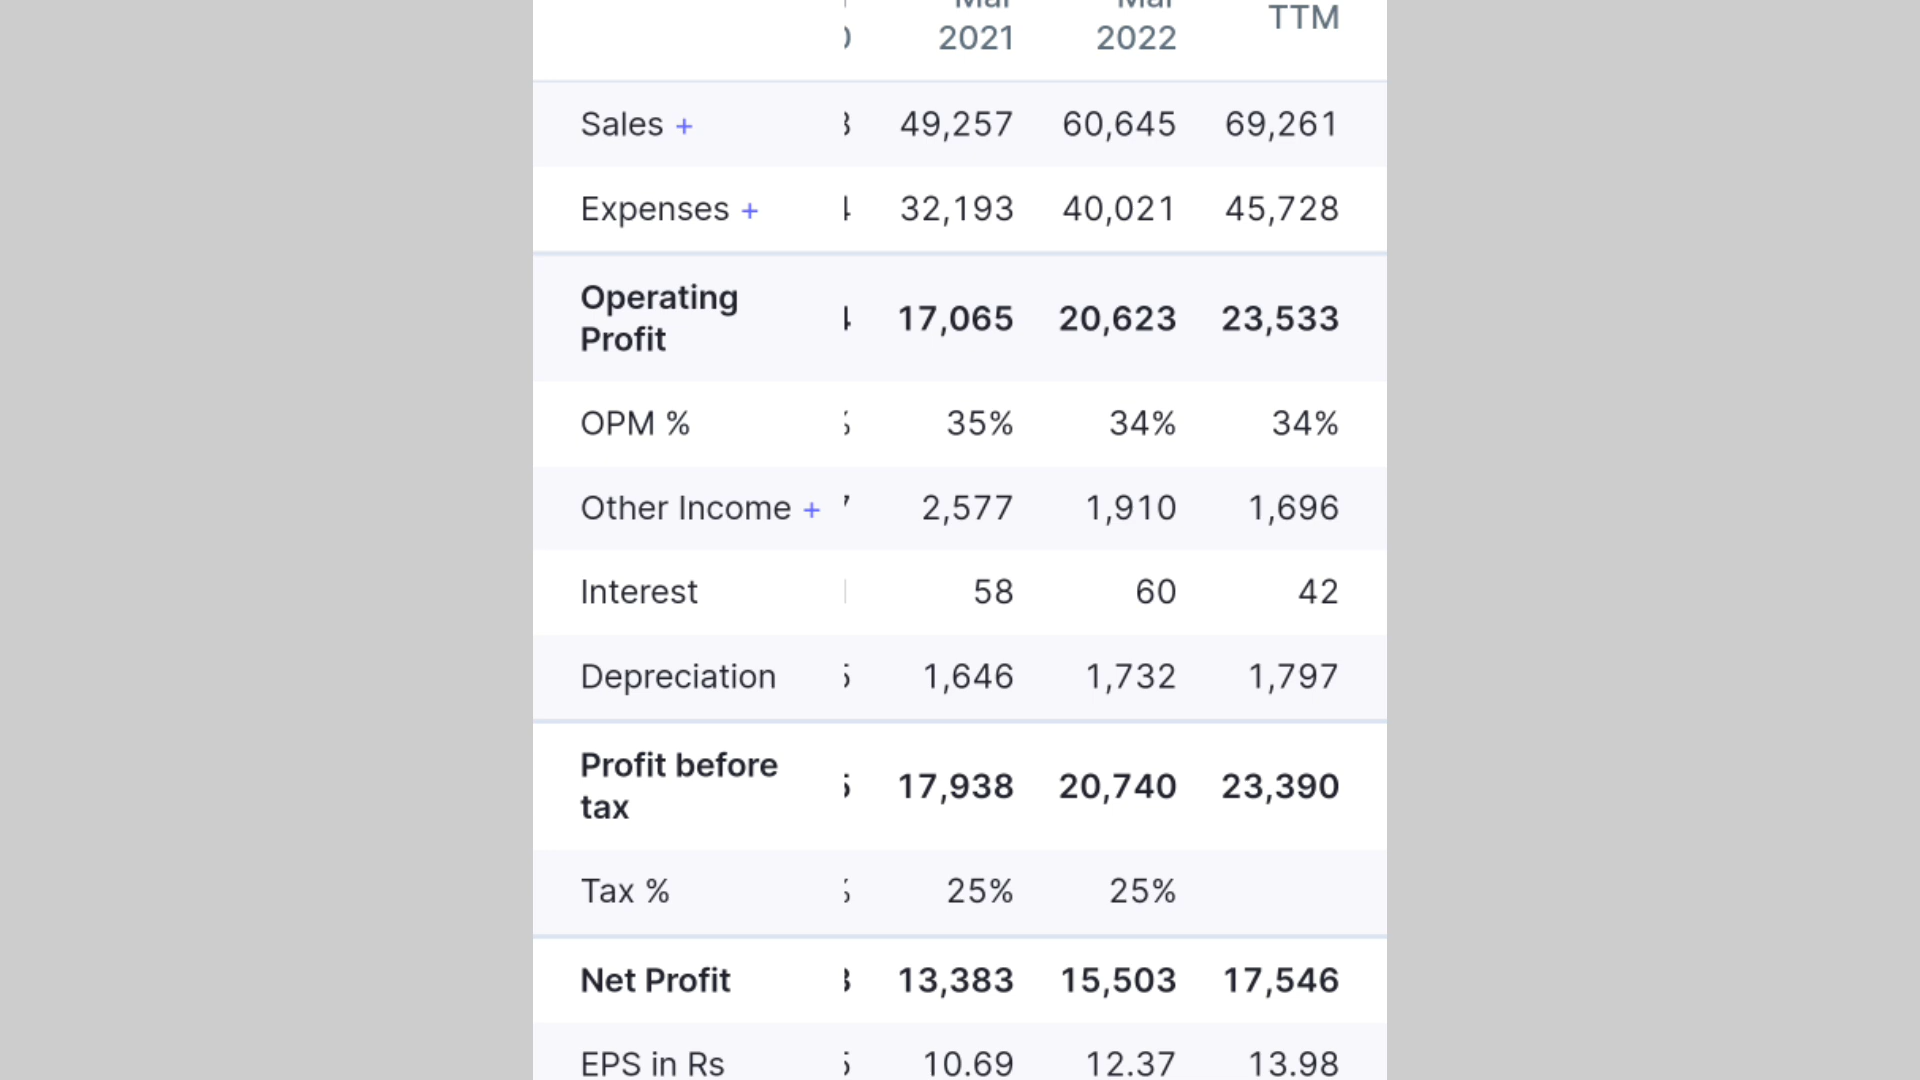 2021 2022 TTM
Sales + 49,257 60,645 69,261
Expenses + 32,193 40,021 45,728
Operating
Profit 17,065 20,623 23,533
OPM % 35% 34% 34%
Other Income + 2,577 1,910 1,696
Interest 58 60 42
Depreciation 1,646 1,732 1,797
Profit before
tax 17,938 20,740 23,390
Tax % 25% 25%
Net Profit 13,383 15,503 17,546
EPS in Rs 10.69 12.37 13.98